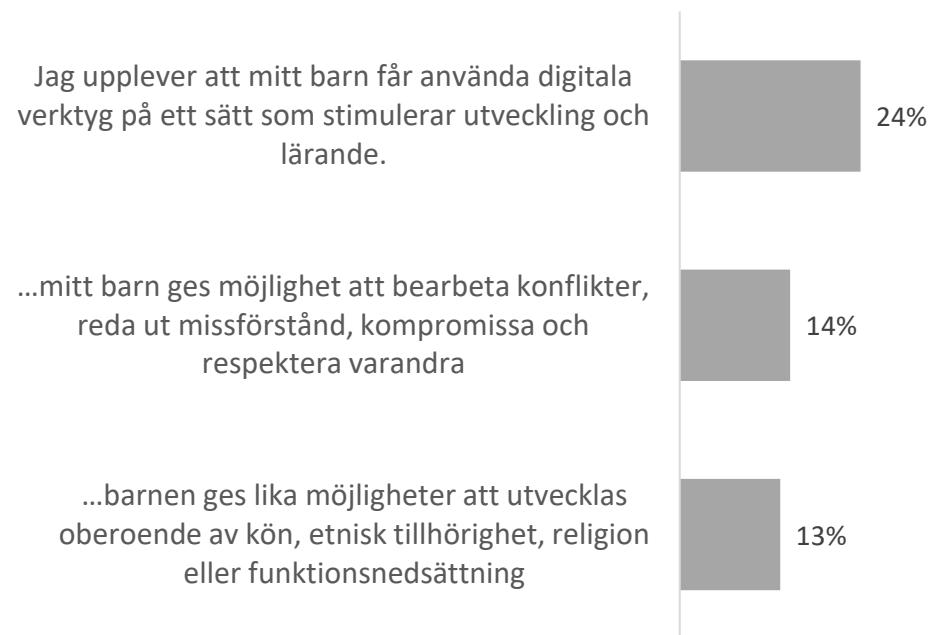 Jag upplever att mitt barn får använda digitala
verktyg på ett sätt som stimulerar utveckling och
lärande.
24%
…mitt barn ges möjlighet att bearbeta konflikter,
reda ut missförstånd, kompromissa och
respektera varandra
14%
…barnen ges lika möjligheter att utvecklas
oberoende av kön, etnisk tillhörighet, religion
eller funktionsnedsättning
13%